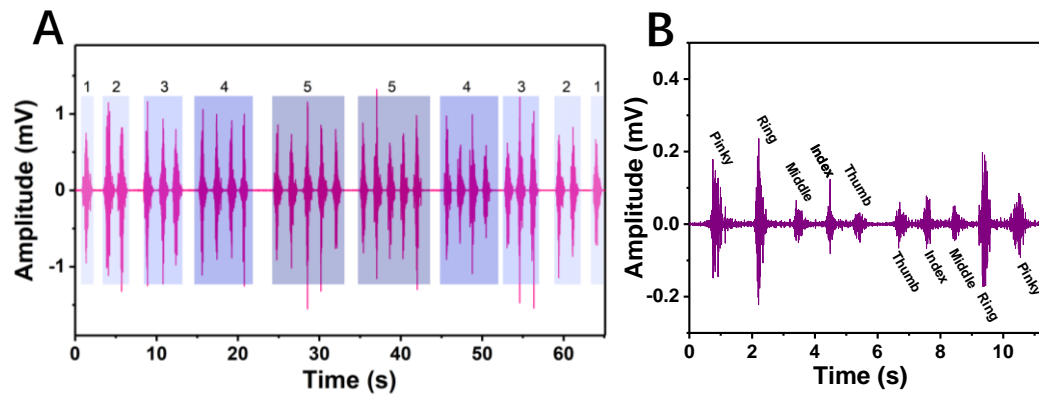 A
1 2 3 4 5 5 4 3 2 1
1
0
-1
Amplitude (mV)
0 10 20 30 40 50 60
Time (s)
B
0.4
0.2
0.0
-0.2
Amplitude (mV)
Pinky
Ring
Middle
Index
Thumb
Thumb
Index
Middle
Ring
Pinky
0 2 4 6 8 10
Time (s)